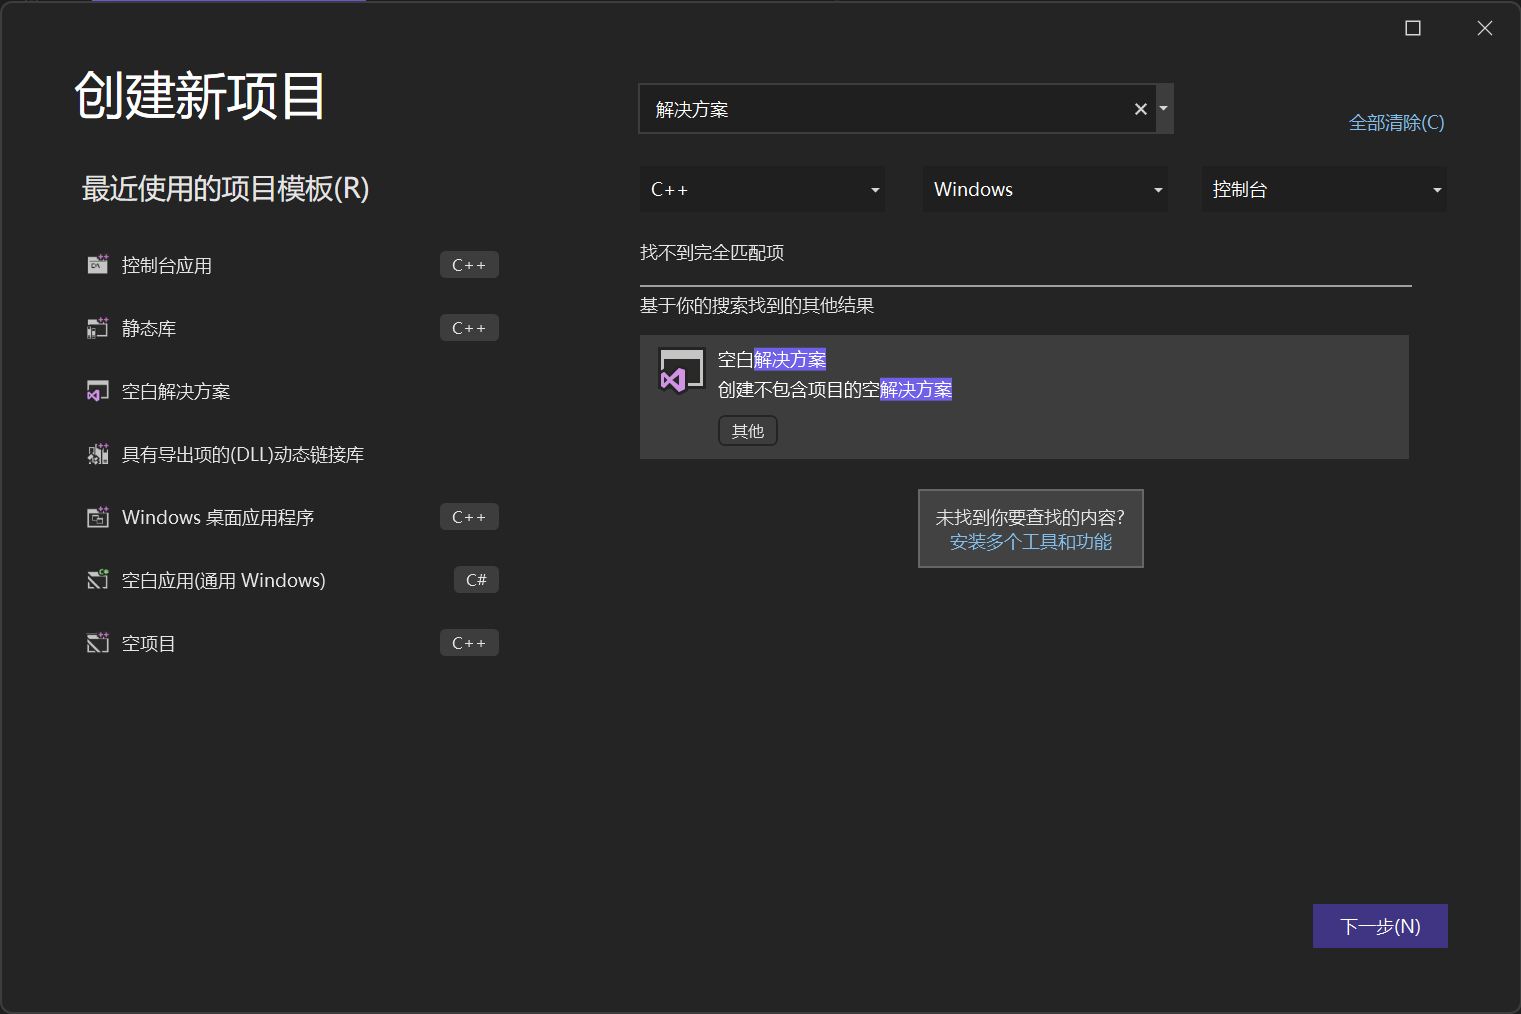 创建新项目
最近使用的项目模板(R)
控制台应用 C++
静态库 C++
空白解决方案
具有导出项的(DLL)动态链接库
Windows 桌面应用程序 C++
空白应用(通用 Windows) C#
空项目 C++
解决方案
全部清除(C)
C++ Windows 控制台
找不到完全匹配项
基于你的搜索找到的其他结果
空白解决方案
创建不包含项目的空解决方案
其他
未找到你要查找的内容?
安装多个工具和功能
下一步(N)